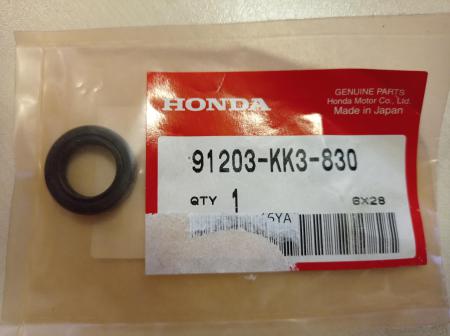 HONDA
GENUINE PARTS
Honda Motor Co., Ltd.
Made in Japan
91203-KK3-830
QTY 1 6X28